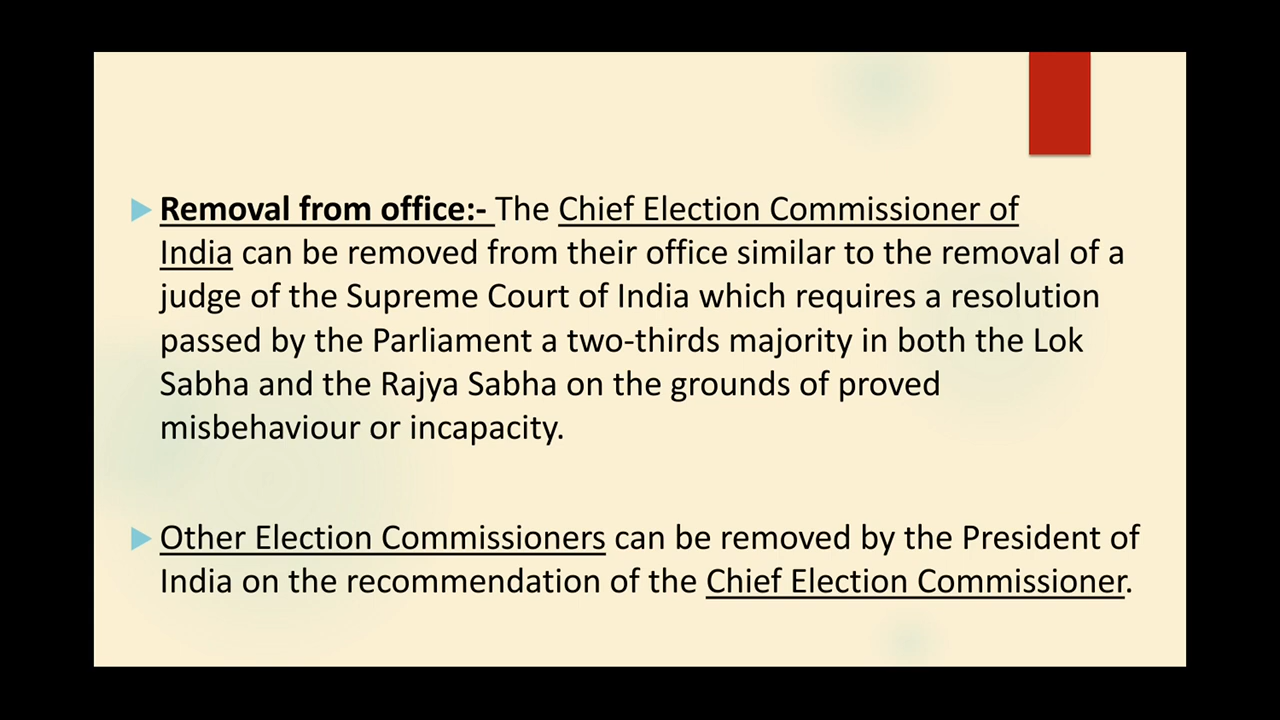 Removal from office:- The Chief Election Commissioner of
India can be removed from their office similar to the removal of a
judge of the Supreme Court of India which requires a resolution
passed by the Parliament a two-thirds majority in both the Lok
Sabha and the Rajya Sabha on the grounds of proved
misbehaviour or incapacity.
Other Election Commissioners can be removed by the President of
India on the recommendation of the Chief Election Commissioner.